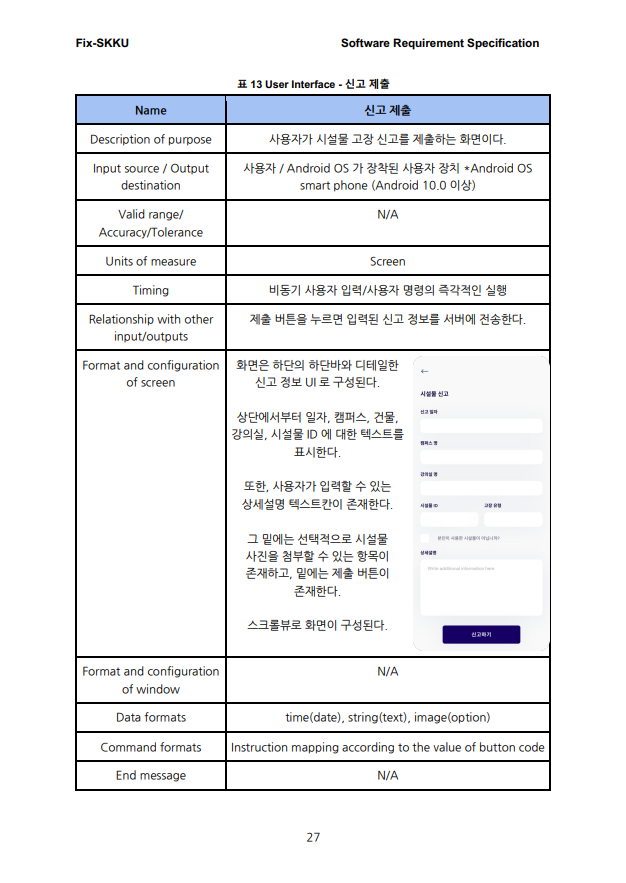 Fix-SKKU
Software Requirement Specification
표 13 User Interface - 신고 제출
Name
신고 제출
Description of purpose
사용자가 시설물 고장 신고를 제출하는 화면이다.
Input source / Output
destination
사용자 / Android OS 가 장착된 사용자 장치 *Android OS
smart phone (Android 10.0 이상)
Valid range/
Accuracy/Tolerance
N/A
Units of measure
Screen
Timing
비동기 사용자 입력/사용자 명령의 즉각적인 실행
Relationship with other
input/outputs
제출 버튼을 누르면 입력된 신고 정보를 서버에 전송한다.
Format and configuration
of screen
화면은 하단의 하단바와 디테일한
신고 정보 UI 로 구성된다.
상단에서부터 일자, 캠퍼스, 건물,
강의실, 시설물 ID 에 대한 텍스트를
표시한다.
또한, 사용자가 입력할 수 있는
상세설명 텍스트칸이 존재한다.
그 밑에는 선택적으로 시설물
사진을 첨부할 수 있는 항목이
존재하고, 밑에는 제출 버튼이
존재한다.
스크롤뷰로 화면이 구성된다.
←
시설물 신고
신고 일자
캠퍼스 명
강의실 명
시설물 ID
고장 유형
본인이 사용한 시설물이 아닙니까?
상세설명
Write additional information here
신고하기
Format and configuration
of window
N/A
Data formats
time(date), string(text), image(option)
Command formats
Instruction mapping according to the value of button code
End message
N/A
27